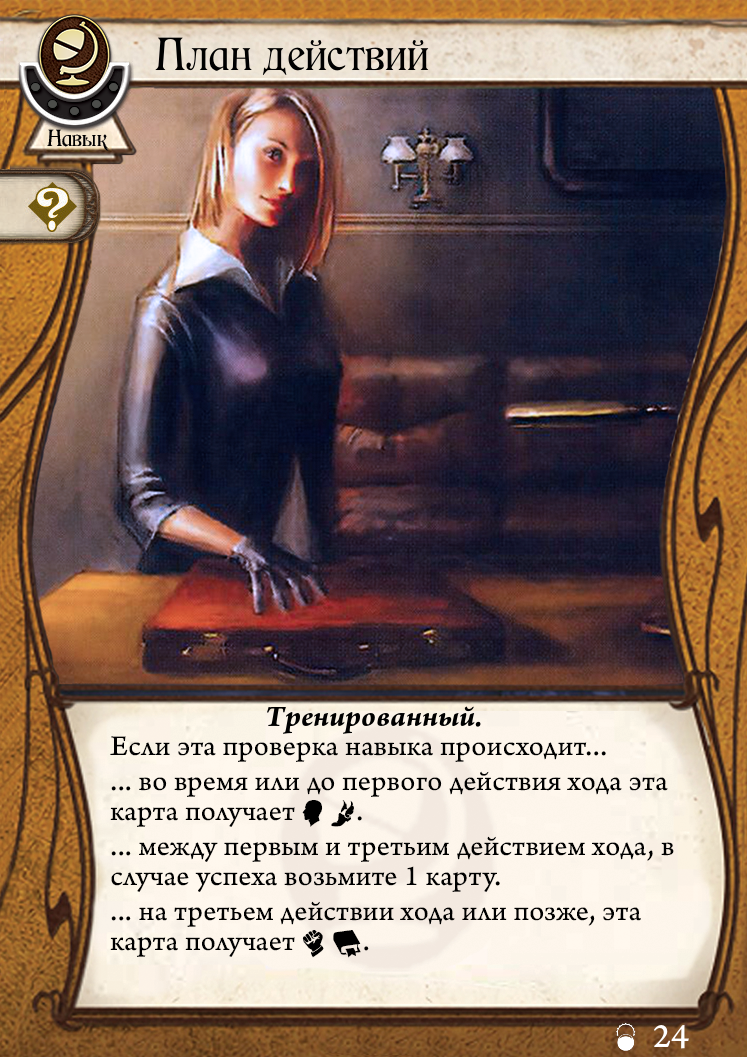 План действий
Навык
?
Тренированный.
Если эта проверка навыка происходит...
... во время или до первого действия хода эта
карта получает .
... между первым и третьим действием хода, в
случае успеха возьмите 1 карту.
... на третьем действии хода или позже, эта
карта получает .
24